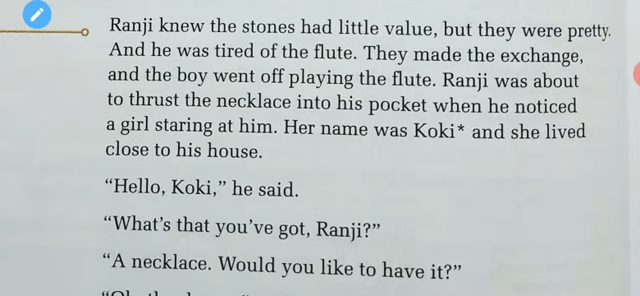 Ranji knew the stones had little value, but they were pretty.
And he was tired of the flute. They made the exchange,
and the boy went off playing the flute. Ranji was about
to thrust the necklace into his pocket when he noticed
a girl staring at him. Her name was Koki* and she lived
close to his house.
“Hello, Koki,” he said.
“What’s that you’ve got, Ranji?”
“A necklace. Would you like to have it?”